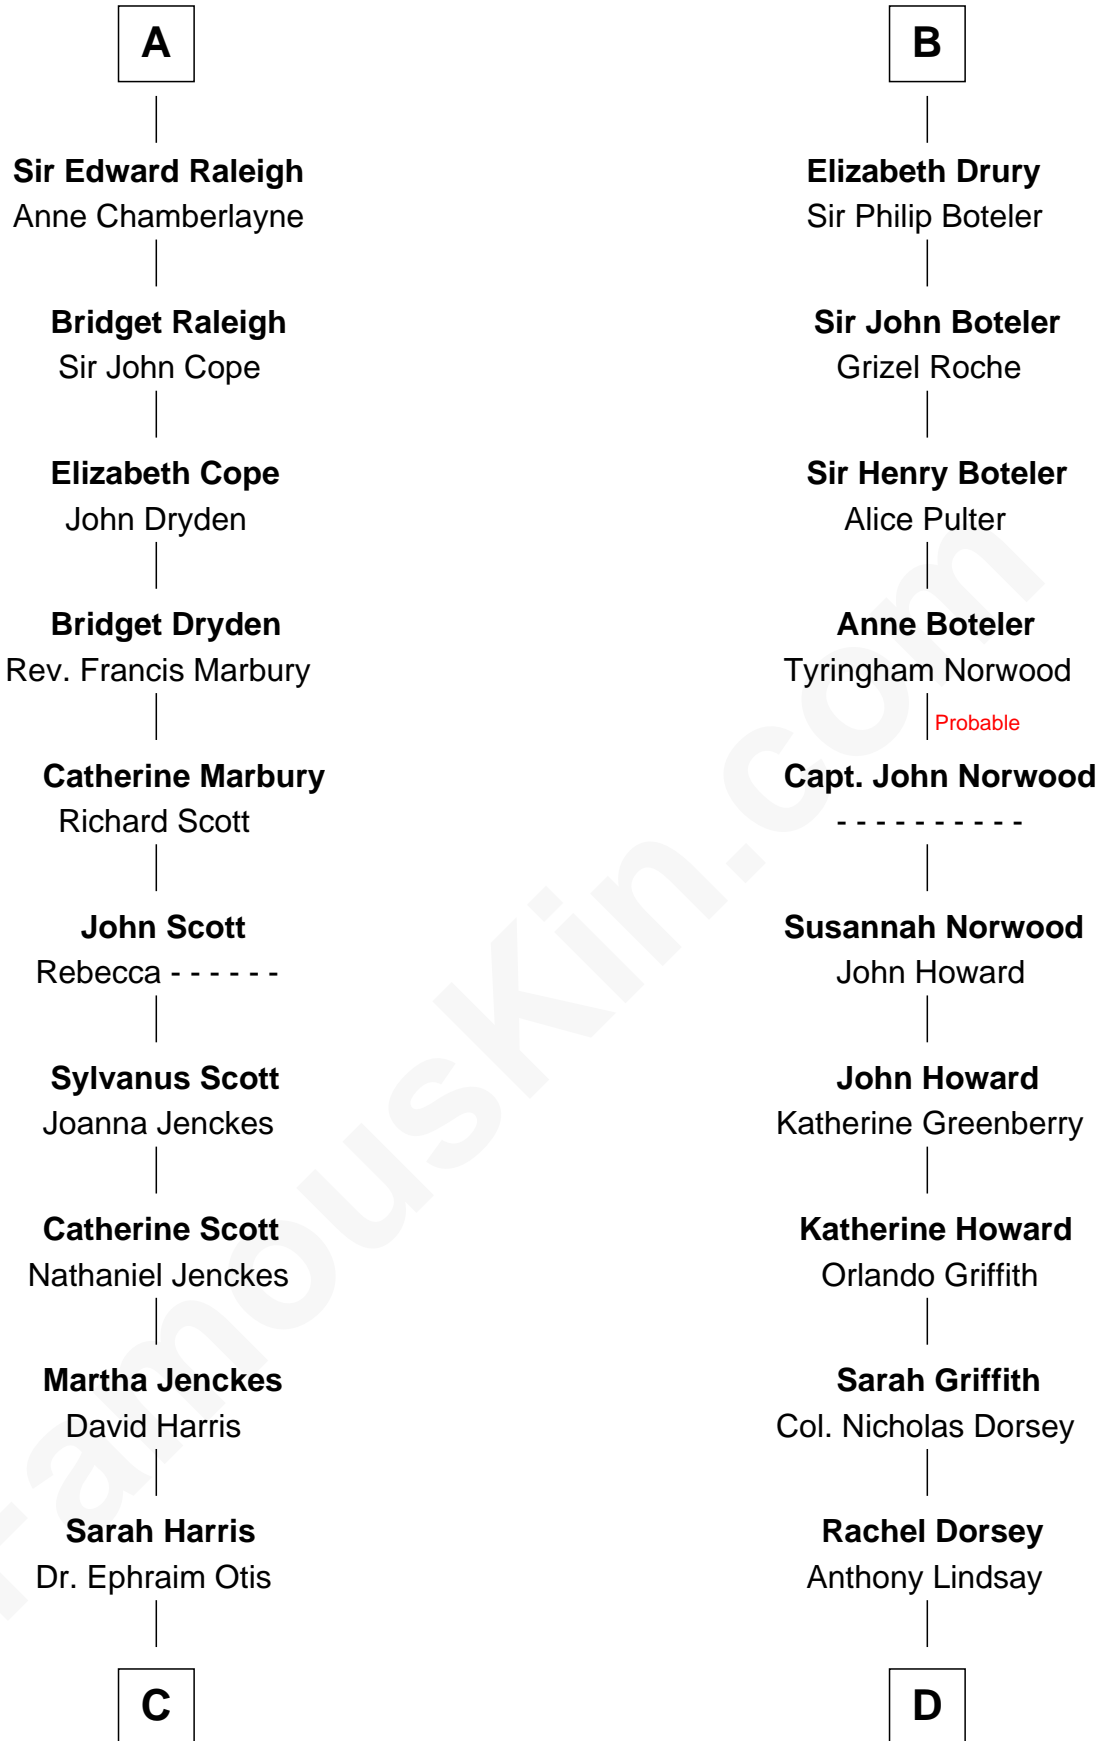 A
Sir Edward Raleigh
Anne Chamberlayne
Bridget Raleigh
Sir John Cope
Elizabeth Cope
John Dryden
Bridget Dryden
Rev. Francis Marbury
Catherine Marbury
Richard Scott
John Scott
Rebecca - - - - - -
Sylvanus Scott
Joanna Jenckes
Catherine Scott
Nathaniel Jenckes
Martha Jenckes
David Harris
Sarah Harris
Dr. Ephraim Otis
C
B
Elizabeth Drury
Sir Philip Boteler
Sir John Boteler
Grizel Roche
Sir Henry Boteler
Alice Pulter
Anne Boteler
Tyringham Norwood
Probable
Capt. John Norwood
- - - - - - - - - -
Susannah Norwood
John Howard
John Howard
Katherine Greenberry
Katherine Howard
Orlando Griffith
Sarah Griffith
Col. Nicholas Dorsey
Rachel Dorsey
Anthony Lindsay
D
FamousKin.com